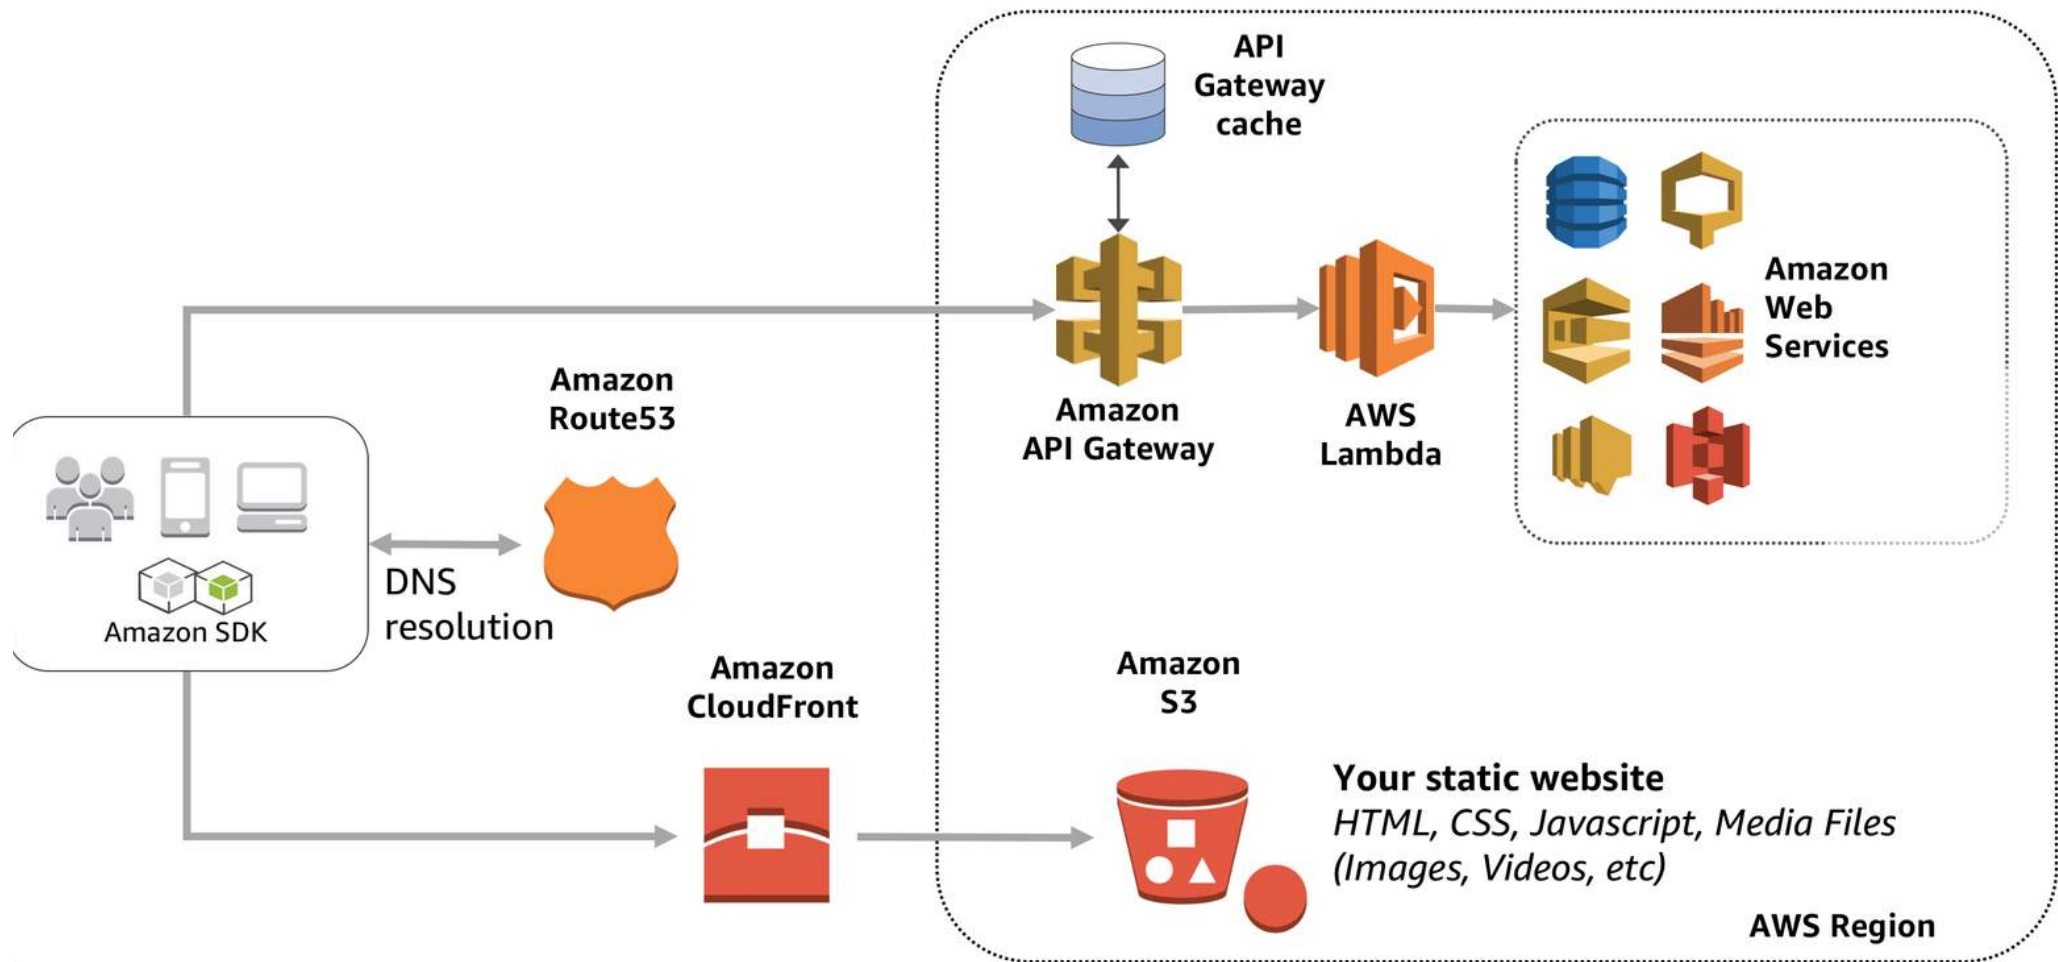 API
Gateway
cache
Amazon
Web
Services
Amazon
API Gateway
AWS
Lambda
Amazon
Route53
DNS
resolution
Amazon SDK
Amazon
CloudFront
Amazon
S3
Your static website
HTML, CSS, Javascript, Media Files
(Images, Videos, etc)
AWS Region